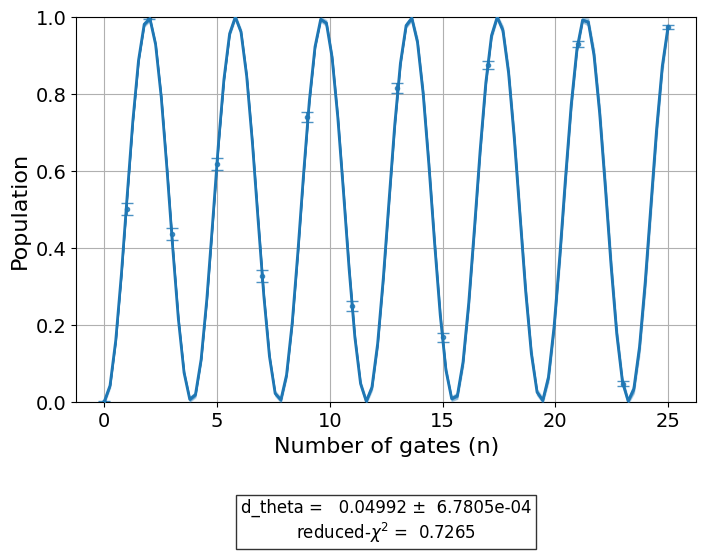 1.0
0.8
0.6
0.4
0.2
0.0
Population
0 5 10 15 20 25
Number of gates (n)
d_theta = 0.04992 ± 6.7805e-04
reduced-χ² = 0.7265